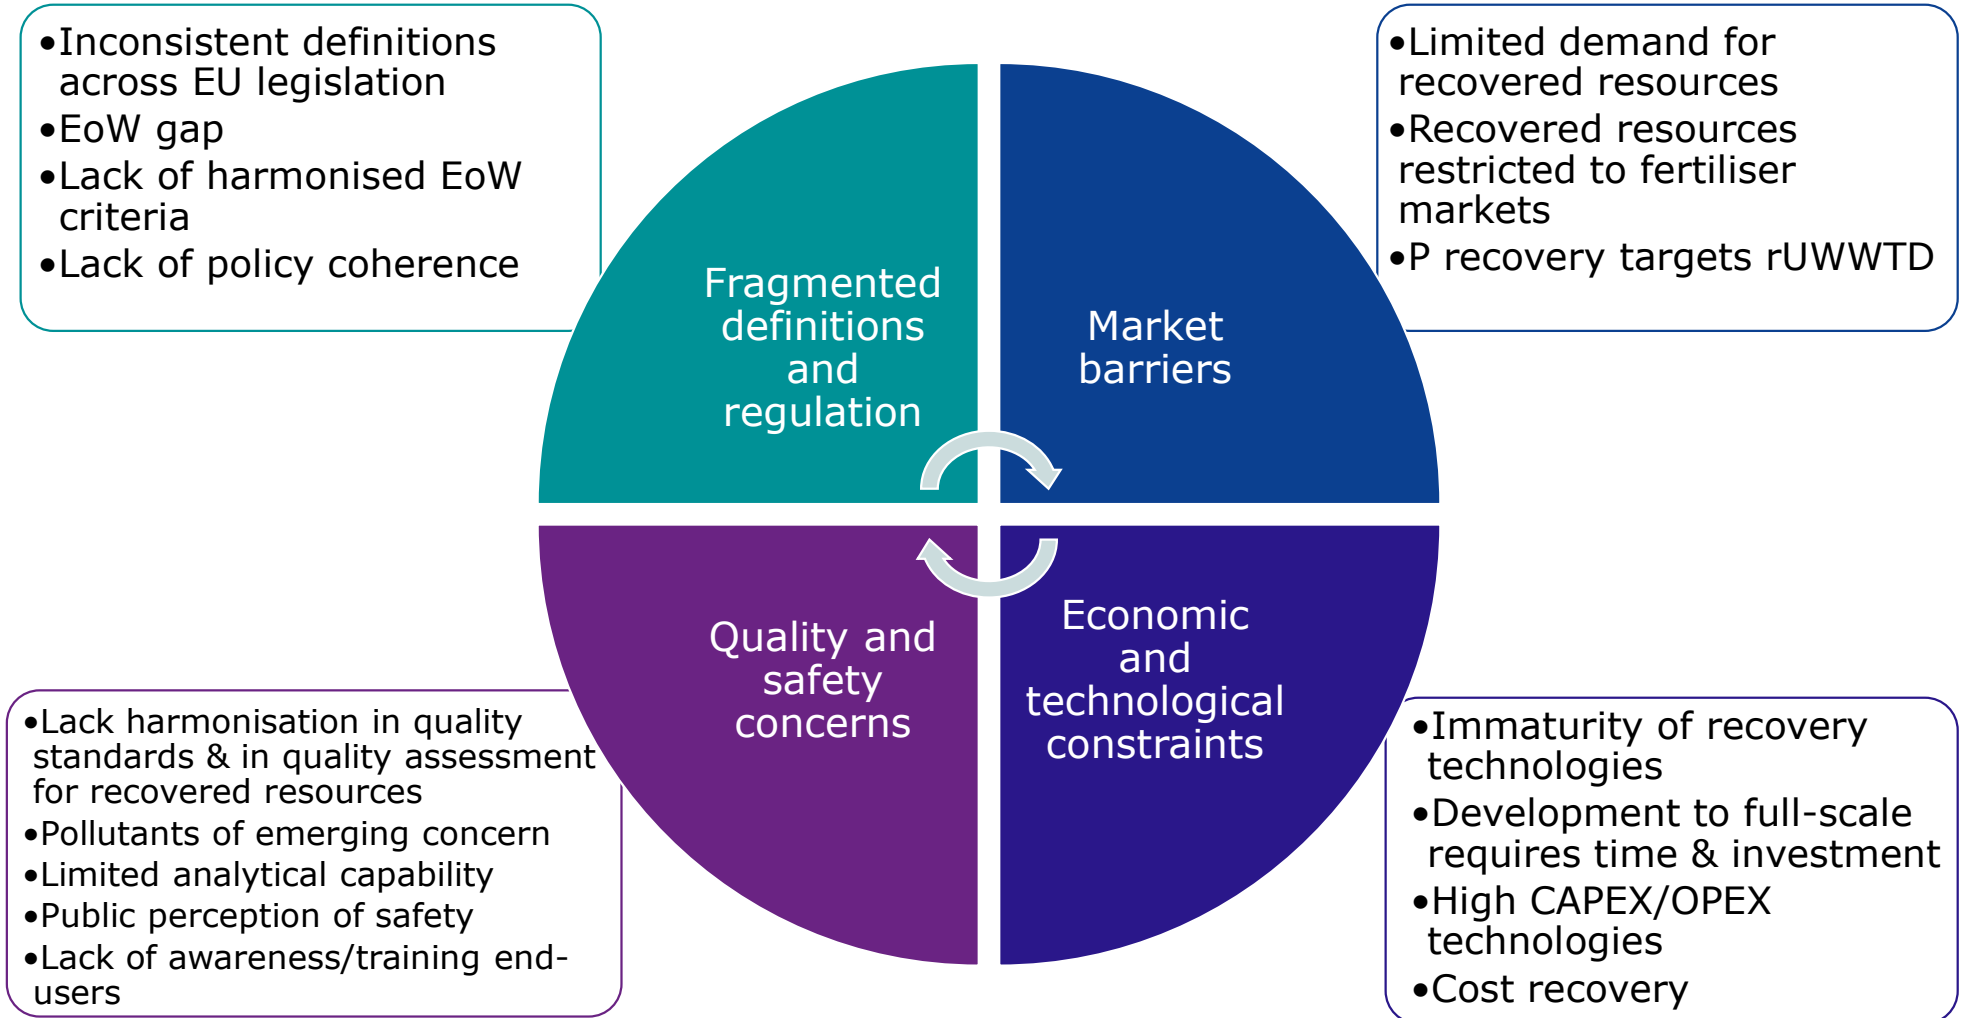 •Inconsistent definitions
across EU legislation
•EoW gap
•Lack of harmonised EoW
criteria
•Lack of policy coherence
•Limited demand for
recovered resources
•Recovered resources
restricted to fertiliser
markets
•P recovery targets rUWWTD
Fragmented
definitions
and
regulation
Market
barriers
Quality and
safety
concerns
Economic
and
technological
constraints
•Lack harmonisation in quality
standards & in quality assessment
for recovered resources
•Pollutants of emerging concern
•Limited analytical capability
•Public perception of safety
•Lack of awareness/training end-
users
•Immaturity of recovery
technologies
•Development to full-scale
requires time & investment
•High CAPEX/OPEX
technologies
•Cost recovery